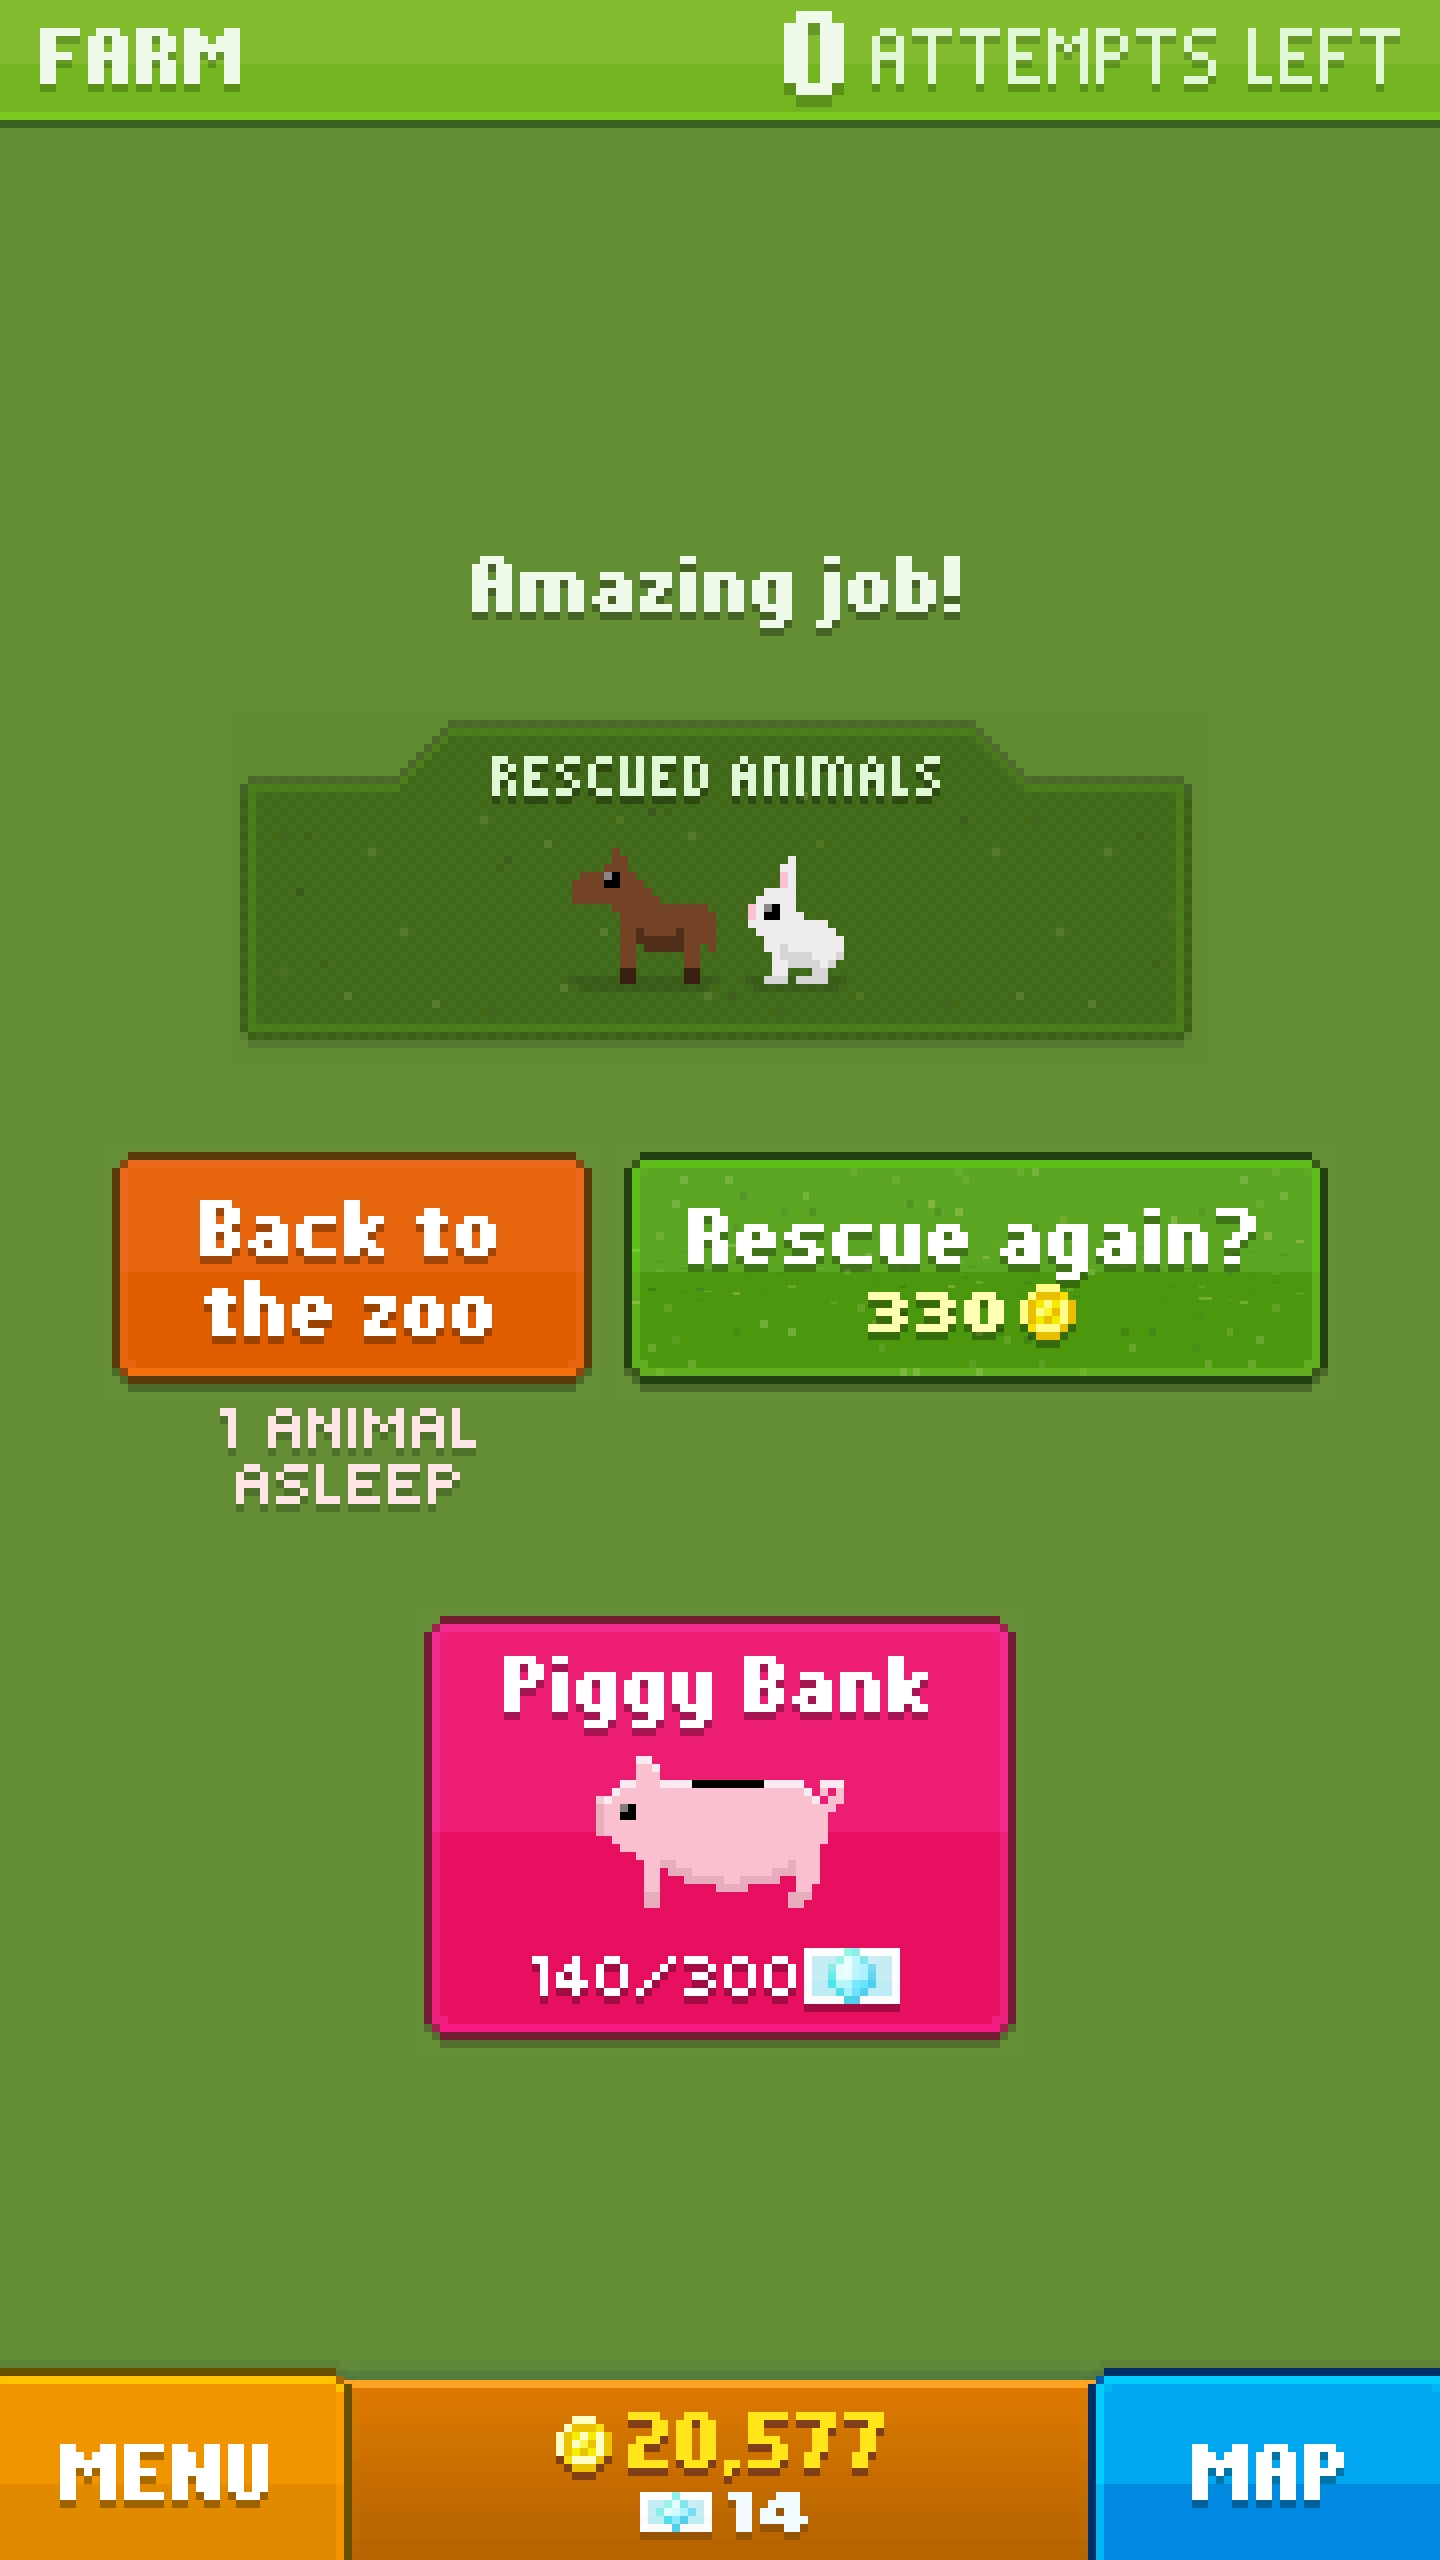 FARM
0 ATTEMPTS LEFT
Amazing job!
RESCUED ANIMALS
Back to
the zoo
Rescue again?
330
1 ANIMAL
ASLEEP
Piggy Bank
140/300
MENU
20,577
14
MAP